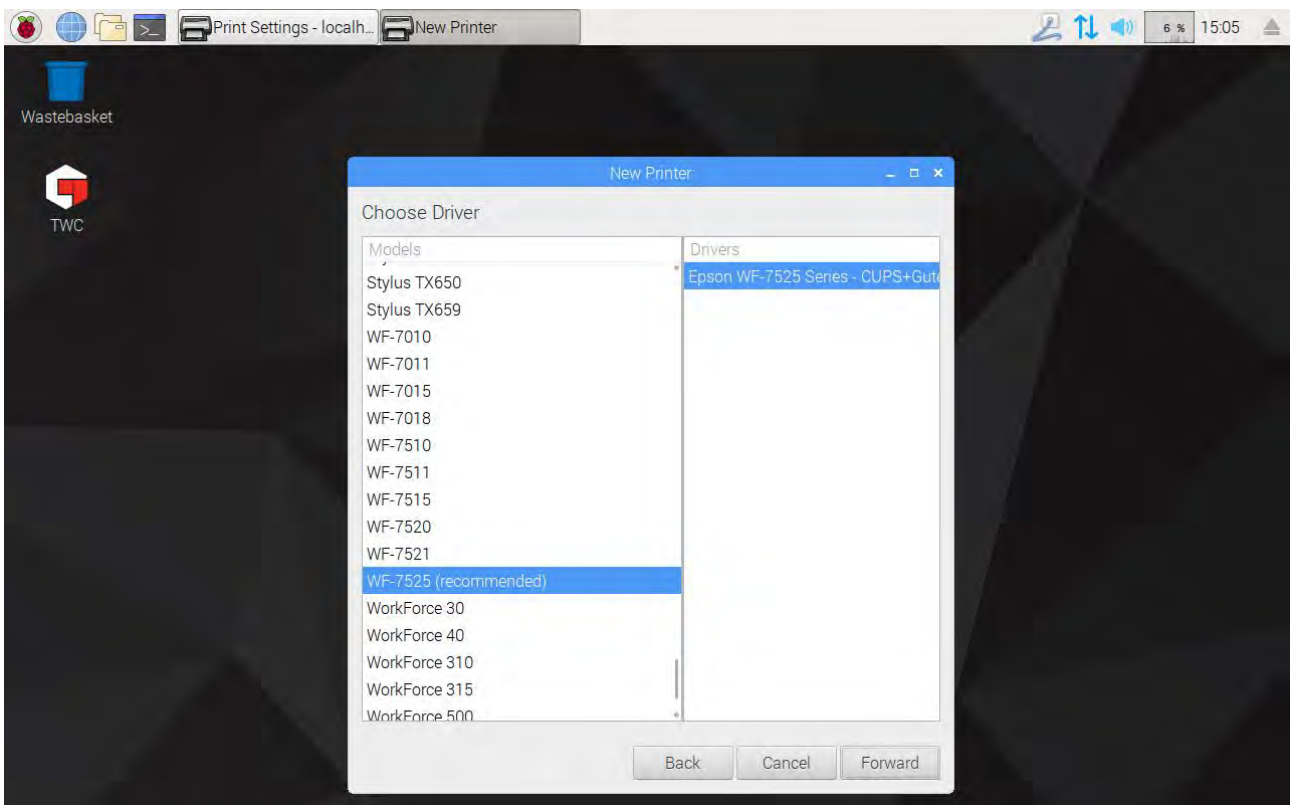 Print Settings - localh... New Printer 6 % 15:05
Wastebasket
TWC
New Printer
Choose Driver
Models
Stylus TX650
Stylus TX659
WF-7010
WF-7011
WF-7015
WF-7018
WF-7510
WF-7511
WF-7515
WF-7520
WF-7521
WF-7525 (recommended)
WorkForce 30
WorkForce 40
WorkForce 310
WorkForce 315
WorkForce 500
Drivers
Epson WF-7525 Series - CUPS+Gute
Back Cancel Forward